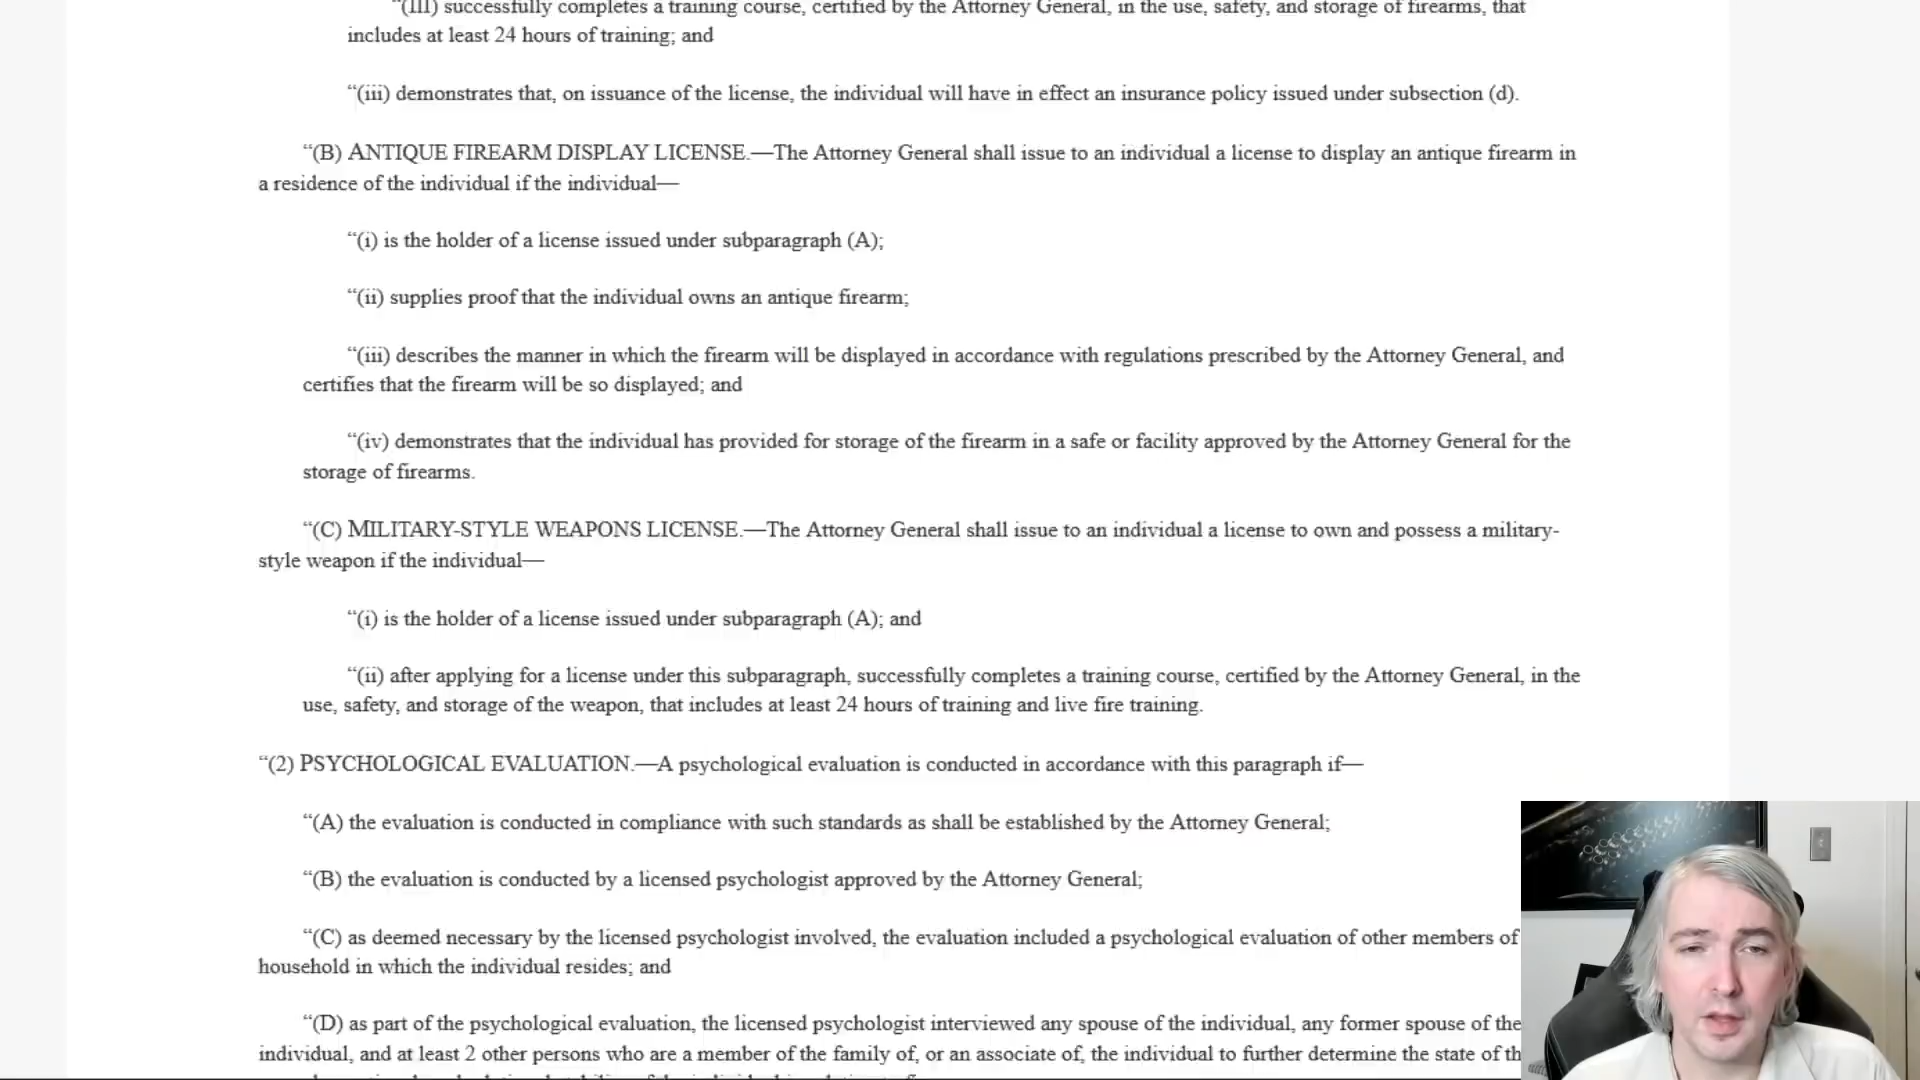 “(III) successfully completes a training course, certified by the Attorney General, in the use, safety, and storage of firearms, that
includes at least 24 hours of training; and
“(iii) demonstrates that, on issuance of the license, the individual will have in effect an insurance policy issued under subsection (d).
“(B) ANTIQUE FIREARM DISPLAY LICENSE.—The Attorney General shall issue to an individual a license to display an antique firearm in
a residence of the individual if the individual—
“(i) is the holder of a license issued under subparagraph (A);
“(ii) supplies proof that the individual owns an antique firearm;
“(iii) describes the manner in which the firearm will be displayed in accordance with regulations prescribed by the Attorney General, and
certifies that the firearm will be so displayed; and
“(iv) demonstrates that the individual has provided for storage of the firearm in a safe or facility approved by the Attorney General for the
storage of firearms.
“(C) MILITARY-STYLE WEAPONS LICENSE.—The Attorney General shall issue to an individual a license to own and possess a military-
style weapon if the individual—
“(i) is the holder of a license issued under subparagraph (A); and
“(ii) after applying for a license under this subparagraph, successfully completes a training course, certified by the Attorney General, in the
use, safety, and storage of the weapon, that includes at least 24 hours of training and live fire training.
“(2) PSYCHOLOGICAL EVALUATION.—A psychological evaluation is conducted in accordance with this paragraph if—
“(A) the evaluation is conducted in compliance with such standards as shall be established by the Attorney General;
“(B) the evaluation is conducted by a licensed psychologist approved by the Attorney General;
“(C) as deemed necessary by the licensed psychologist involved, the evaluation included a psychological evaluation of other members of
household in which the individual resides; and
“(D) as part of the psychological evaluation, the licensed psychologist interviewed any spouse of the individual, any former spouse of the
individual, and at least 2 other persons who are a member of the family of, or an associate of, the individual to further determine the state of th